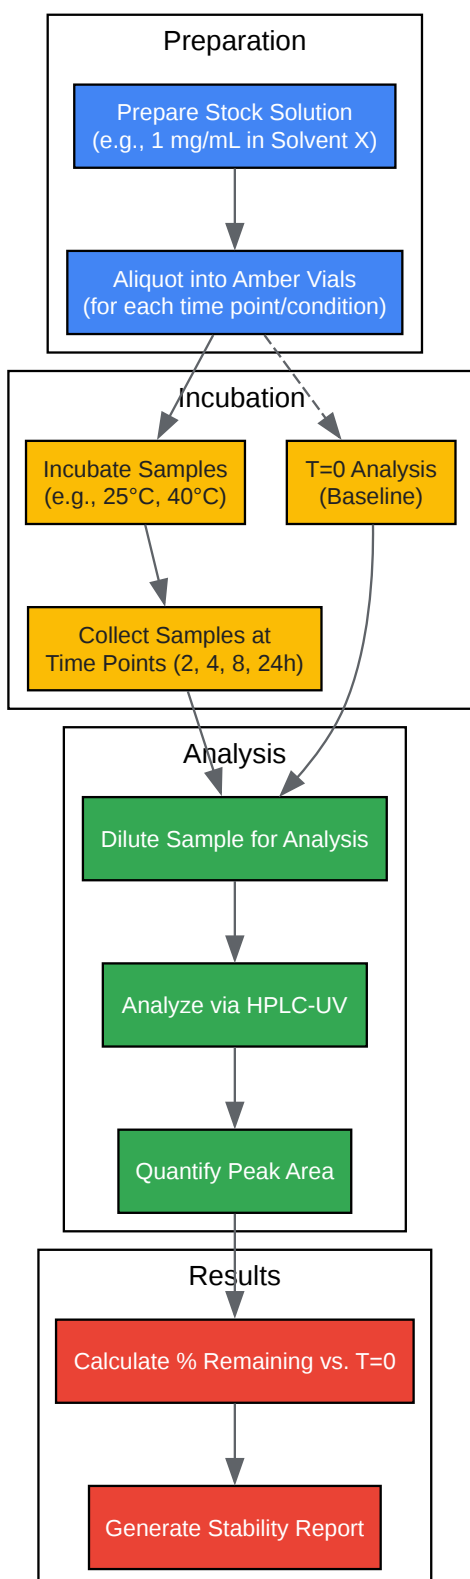 Preparation
Prepare Stock Solution
(e.g., 1 mg/mL in Solvent X)
Aliquot into Amber Vials
(for each time point/condition)
Incubation
Incubate Samples
(e.g., 25°C, 40°C)
T=0 Analysis
(Baseline)
Collect Samples at
Time Points (2, 4, 8, 24h)
Analysis
Dilute Sample for Analysis
Analyze via HPLC-UV
Quantify Peak Area
Results
Calculate % Remaining vs. T=0
Generate Stability Report